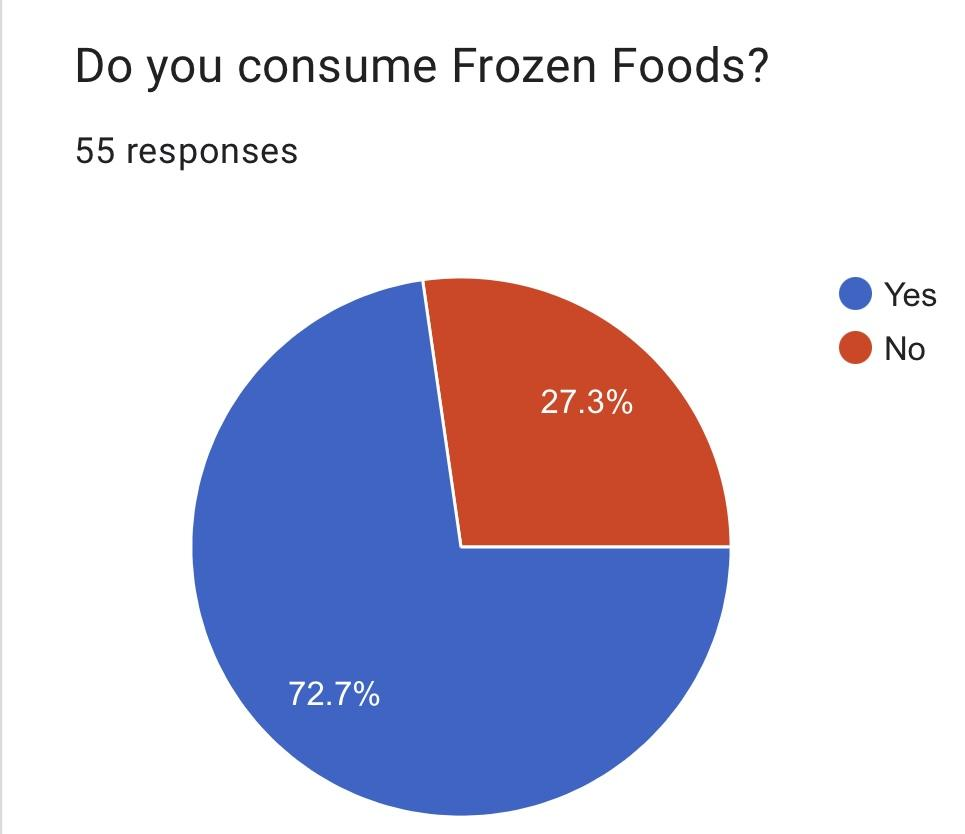 Do you consume Frozen Foods?
55 responses
Yes
No
27.3%
72.7%